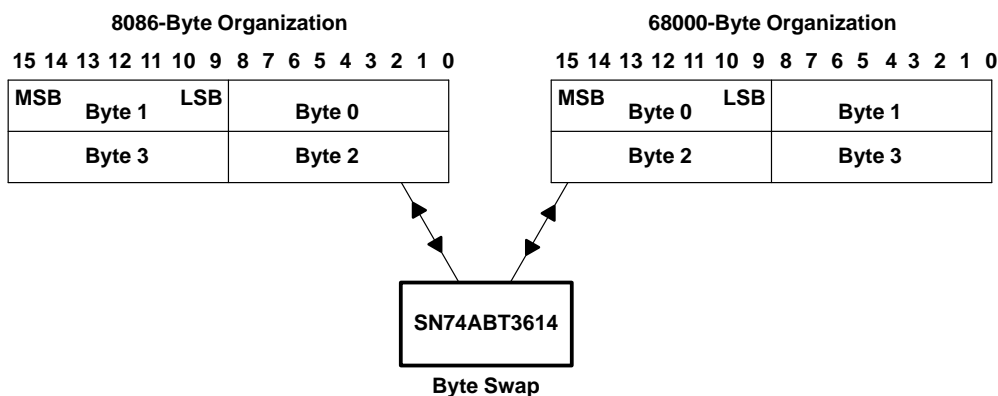 8086-Byte Organization
15 14 13 12 11 10 9 8 7 6 5 4 3 2 1 0
MSB Byte 1 LSB Byte 0
Byte 3 Byte 2
68000-Byte Organization
15 14 13 12 11 10 9 8 7 6 5 4 3 2 1 0
MSB Byte 0 LSB Byte 1
Byte 2 Byte 3
SN74ABT3614
Byte Swap